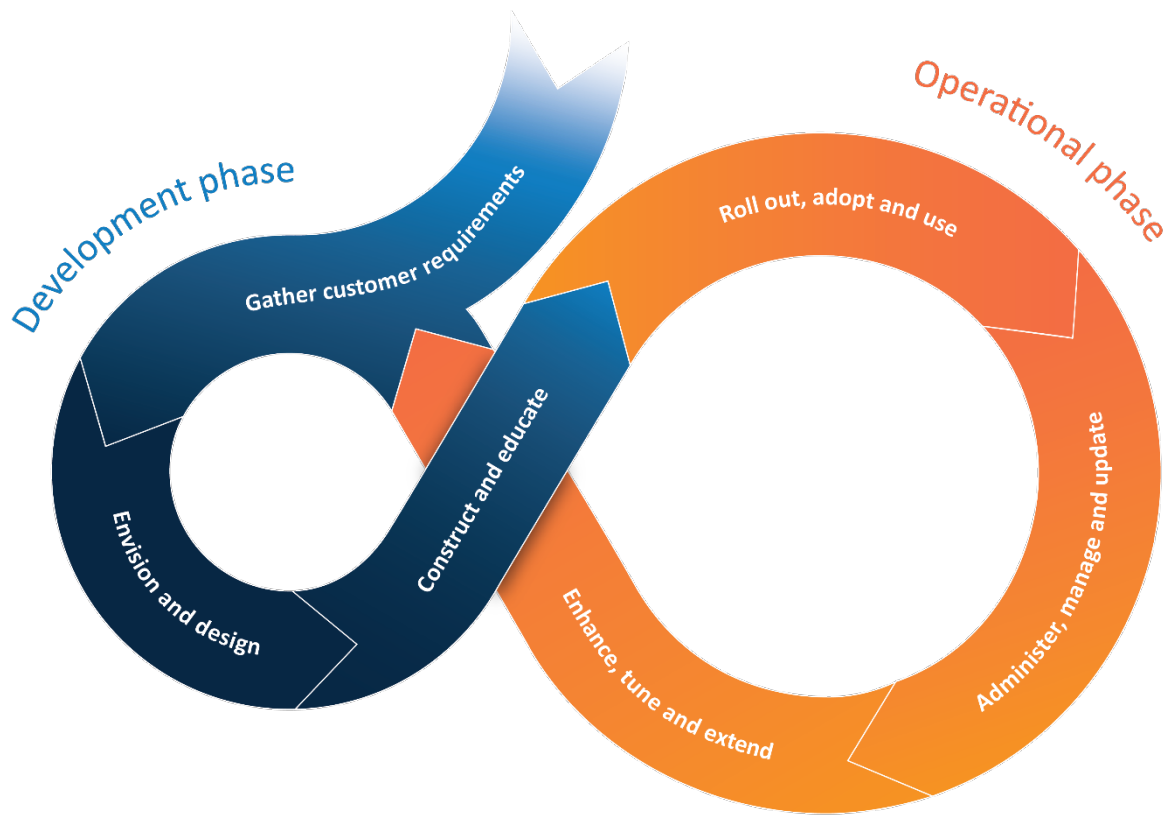 Development phase
Operational phase
Gather customer requirements
Envision and design
Construct and educate
Roll out, adopt and use
Administer, manage and update
Enhance, tune and extend